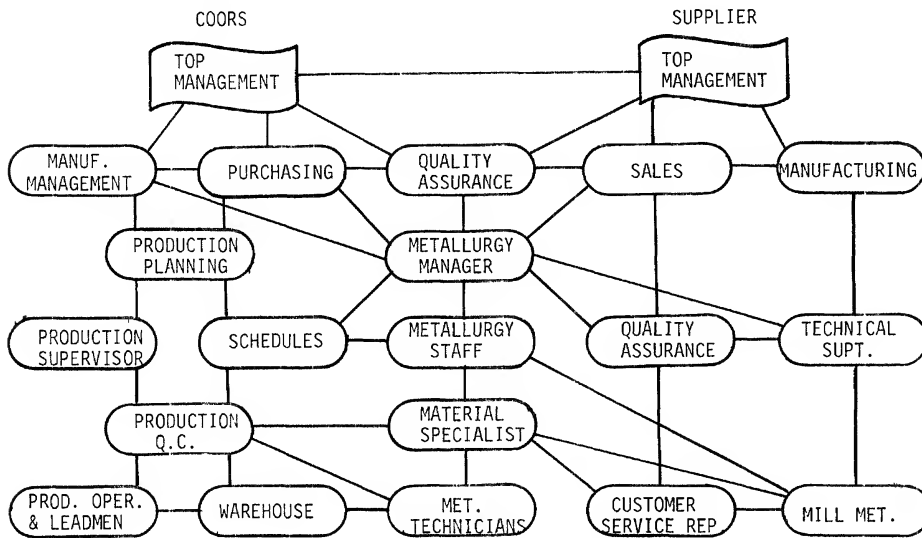 COORS
SUPPLIER
TOP
MANAGEMENT
TOP
MANAGEMENT
MANUF.
MANAGEMENT
PURCHASING
QUALITY
ASSURANCE
SALES
MANUFACTURING
PRODUCTION
PLANNING
METALLURGY
MANAGER
PRODUCTION
SUPERVISOR
SCHEDULES
METALLURGY
STAFF
QUALITY
ASSURANCE
TECHNICAL
SUPT.
PRODUCTION
Q.C.
MATERIAL
SPECIALIST
PROD. OPER.
& LEADMEN
WAREHOUSE
MET.
TECHNICIANS
CUSTOMER
SERVICE REP
MILL MET.